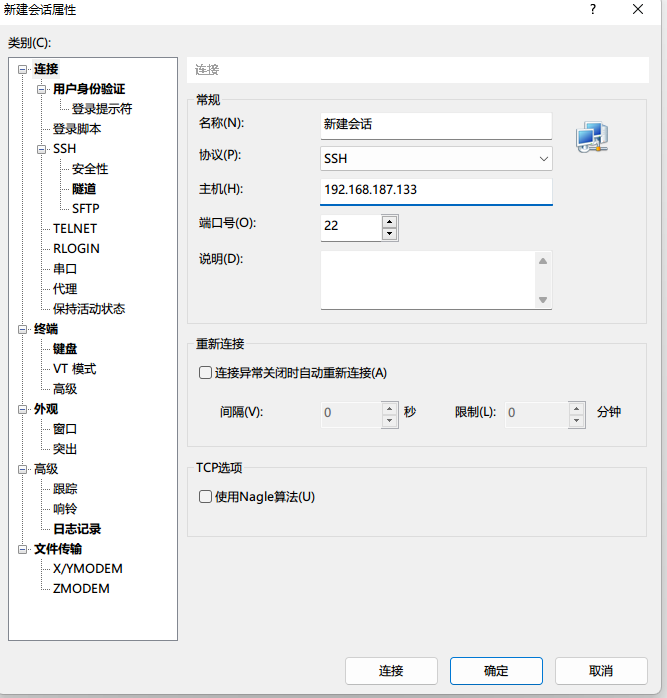 新建会话属性
?
类别(C):
连接
用户身份验证
登录提示符
登录脚本
SSH
安全性
隧道
SFTP
TELNET
RLOGIN
串口
代理
保持活动状态
终端
键盘
VT 模式
高级
外观
窗口
突出
高级
跟踪
响铃
日志记录
文件传输
X/YMODEM
ZMODEM
连接
常规
名称(N): 新建会话
协议(P): SSH
主机(H): 192.168.187.133
端口号(O): 22
说明(D):
重新连接
连接异常关闭时自动重新连接(A)
间隔(V): 0 秒 限制(L): 0 分钟
TCP选项
使用Nagle算法(U)
连接 确定 取消